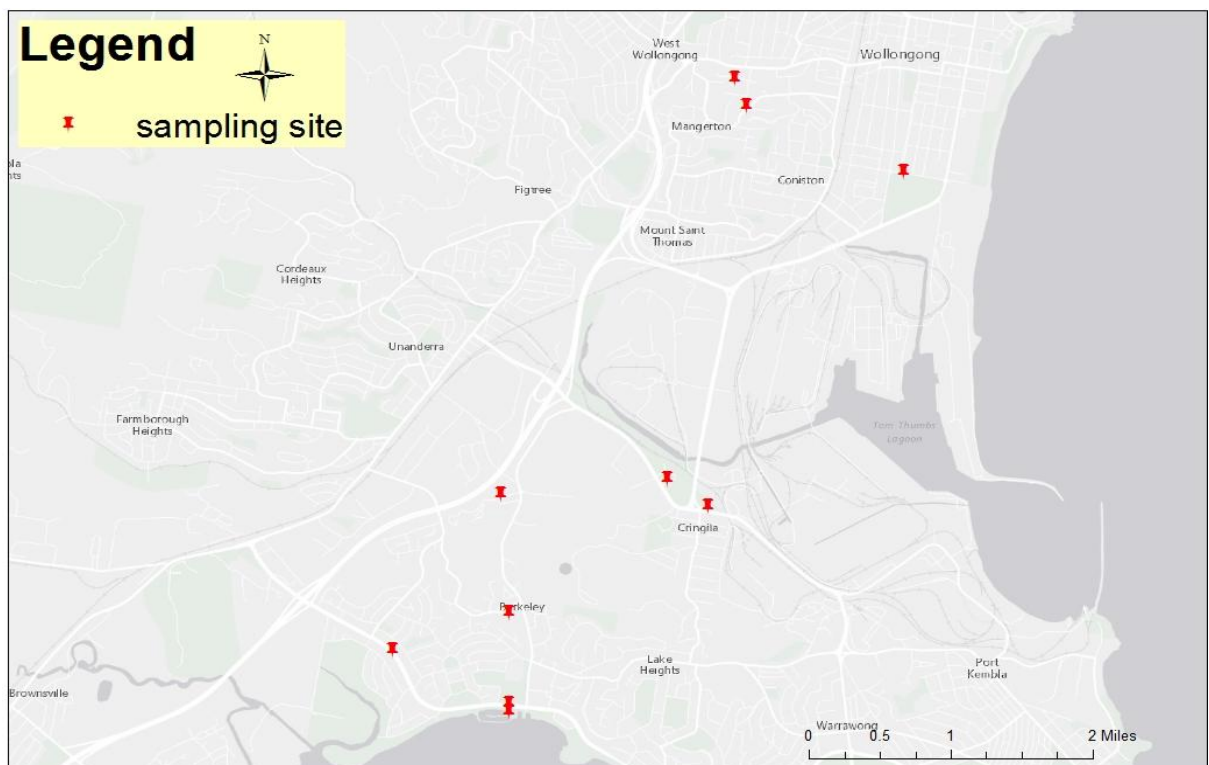 Legend
N
sampling site
West
Wollongong
Wollongong
Mangerton
Coniston
Figtree
Mount Saint
Thomas
Cordeaux
Heights
Unanderra
Farmborough
Heights
Tom Thumbs
Lagoon
Cringila
Berkeley
Lake
Heights
Port
Kembla
Brownsville
Warrawong
0 0.5 1 2 Miles